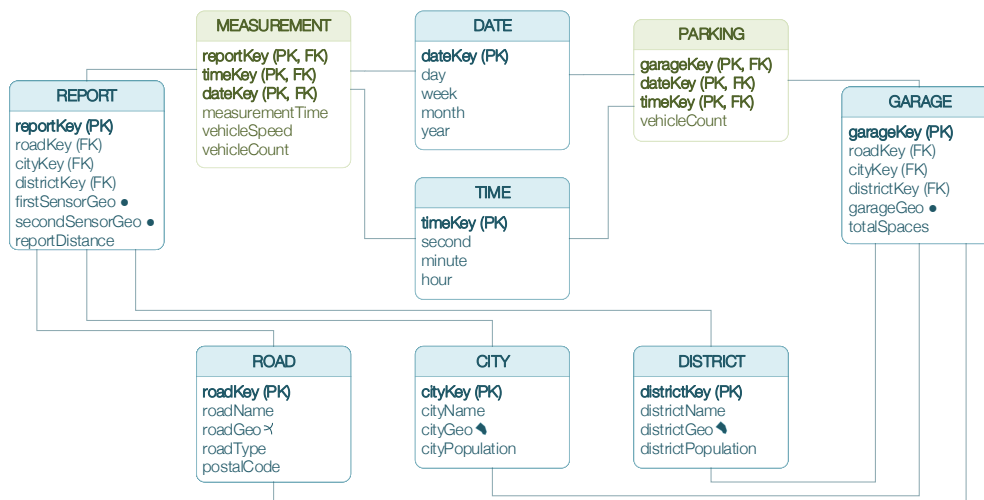 MEASUREMENT
reportKey (PK, FK)
timeKey (PK, FK)
dateKey (PK, FK)
measurementTime
vehicleSpeed
vehicleCount
DATE
dateKey (PK)
day
week
month
year
PARKING
garageKey (PK, FK)
dateKey (PK, FK)
timeKey (PK, FK)
vehicleCount
REPORT
reportKey (PK)
roadKey (FK)
cityKey (FK)
districtKey (FK)
firstSensorGeo
secondSensorGeo
reportDistance
GARAGE
garageKey (PK)
roadKey (FK)
cityKey (FK)
districtKey (FK)
garageGeo
totalSpaces
TIME
timeKey (PK)
second
minute
hour
ROAD
roadKey (PK)
roadName
roadGeo
roadType
postalCode
CITY
cityKey (PK)
cityName
cityGeo
cityPopulation
DISTRICT
districtKey (PK)
districtName
districtGeo
districtPopulation